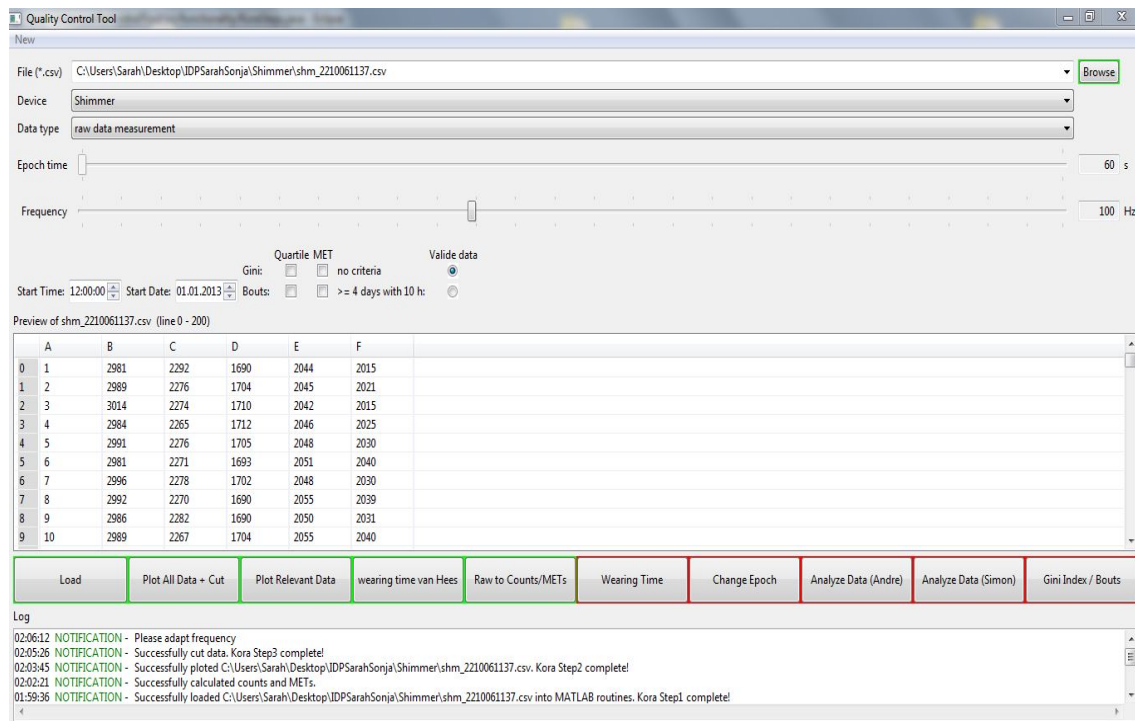 Quality Control Tool
New
File (*.csv) C:\Users\Sarah\Desktop\IDPSarahSonja\Shimmer\shm_2210061137.csv Browse
Device Shimmer
Data type raw data measurement
Epoch time 60 s
Frequency 100 Hz
Quartile MET Valide data
Gini: no criteria
Start Time: 12:00:00 Start Date: 01.01.2013 Bouts: >= 4 days with 10 h:
Preview of shm_2210061137.csv (line 0 - 200)
A B C D E F
0 1 2981 2292 1690 2044 2015
1 2 2989 2276 1704 2045 2021
2 3 3014 2274 1710 2042 2015
3 4 2984 2265 1712 2046 2025
4 5 2991 2276 1705 2048 2030
5 6 2981 2271 1693 2051 2040
6 7 2996 2278 1702 2048 2030
7 8 2992 2270 1690 2055 2039
8 9 2986 2282 1690 2050 2031
9 10 2989 2267 1704 2055 2040
Load Plot All Data + Cut Plot Relevant Data wearing time van Hees Raw to Counts/METs Wearing Time Change Epoch Analyze Data (Andre) Analyze Data (Simon) Gini Index / Bouts
Log
02:06:12 NOTIFICATION - Please adapt frequency
02:05:26 NOTIFICATION - Successfully cut data. Kora Step3 complete!
02:03:45 NOTIFICATION - Successfully ploted C:\Users\Sarah\Desktop\IDPSarahSonja\Shimmer\shm_2210061137.csv. Kora Step2 complete!
02:02:21 NOTIFICATION - Successfully calculated counts and METs.
01:59:36 NOTIFICATION - Successfully loaded C:\Users\Sarah\Desktop\IDPSarahSonja\Shimmer\shm_2210061137.csv into MATLAB routines. Kora Step1 complete!